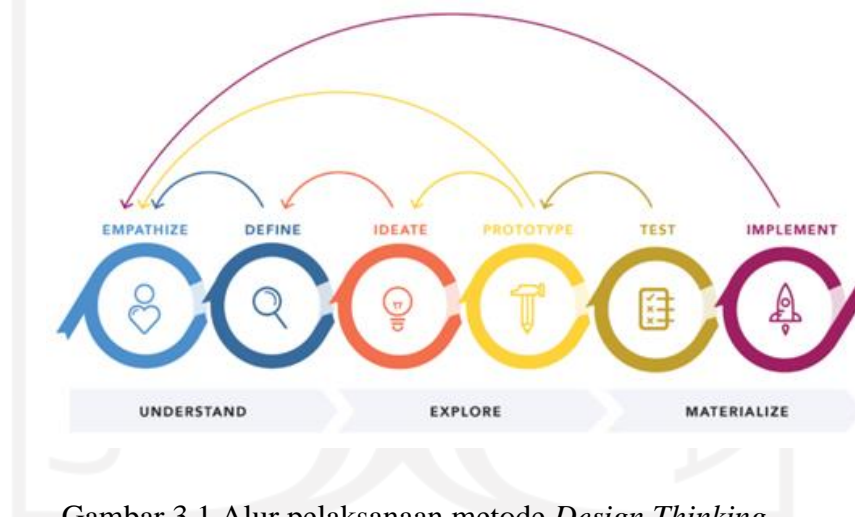 EMPATHIZE DEFINE IDEATE PROTOTYPE TEST IMPLEMENT
UNDERSTAND EXPLORE MATERIALIZE
Gambar 3.1 Alur pelaksanaan metode Design Thinking